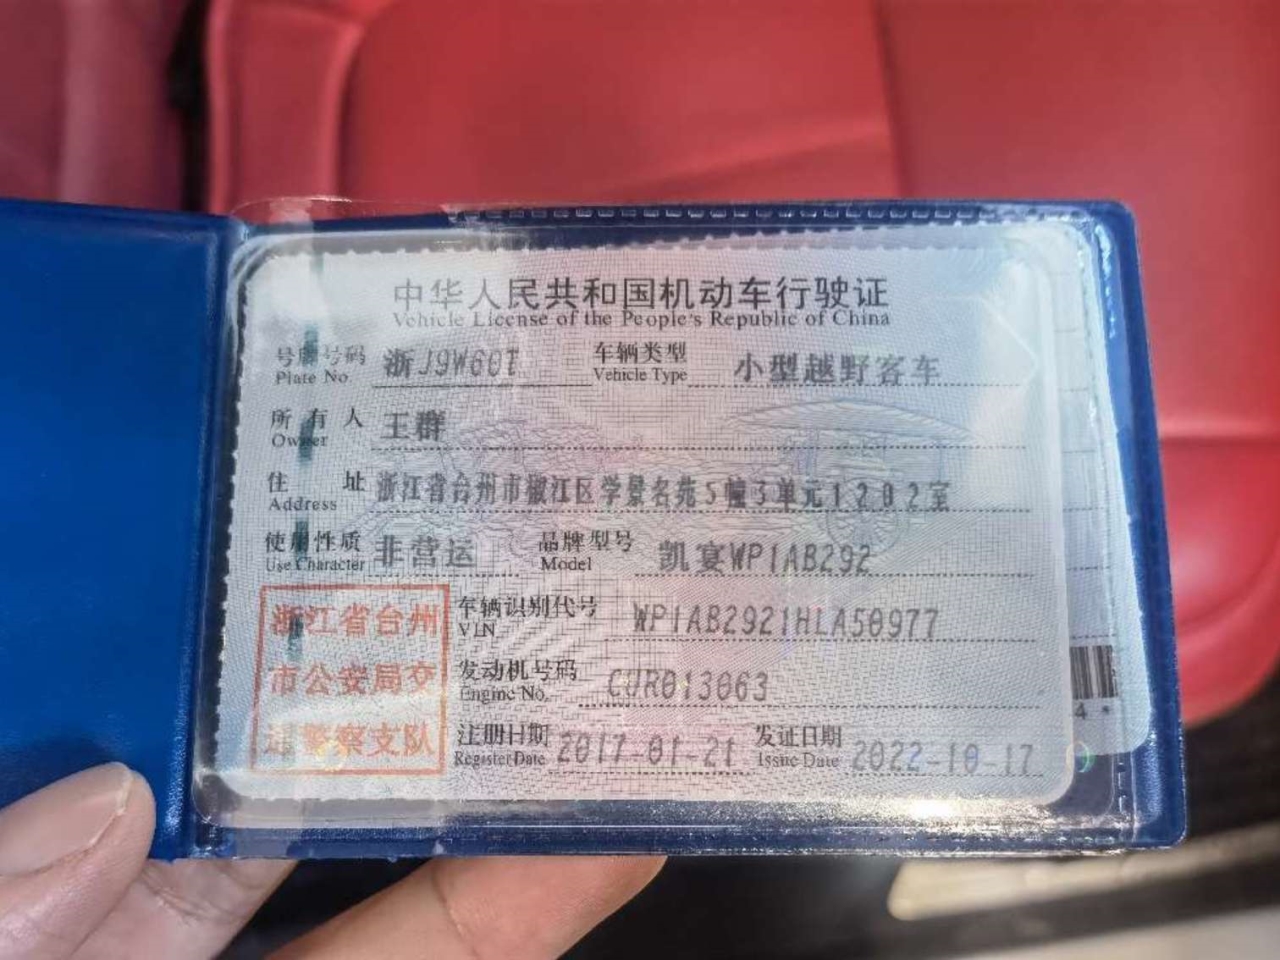 中华人民共和国机动车行驶证
Vehicle License of the People's Republic of China
号牌号码 浙J9W60T 车辆类型 小型越野客车
Plate No. Vehicle Type
所有人 王群
Owner
住址 浙江省台州市椒江区学景名苑5幢3单元1202室
Address
使用性质 非营运 品牌型号 凯宴WP1AB292
Use Character Model
车辆识别代号 WP1AB2921HLA50977
VIN
发动机号码 CUR013063
Engine No.
注册日期 2017-01-21 发证日期 2022-10-17
Register Date Issue Date
浙江省台州
市公安局交
通警察支队
4*